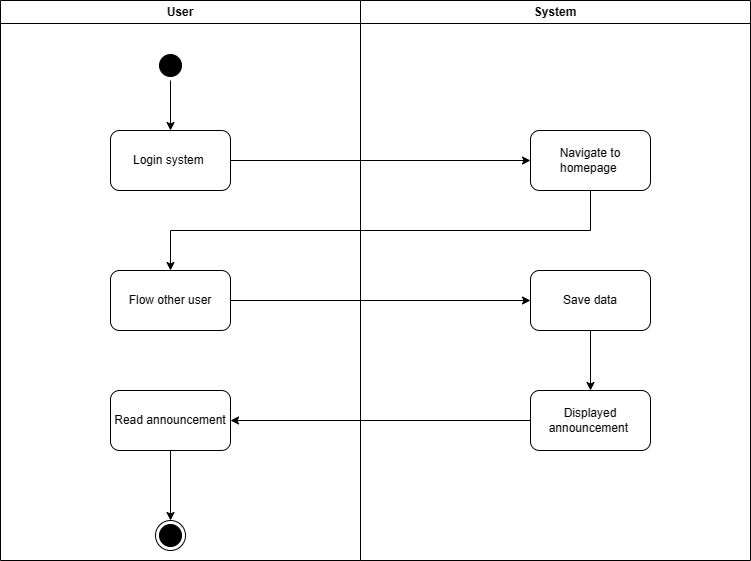 User
System
Login system
Navigate to
homepage
Flow other user
Save data
Displayed
announcement
Read announcement